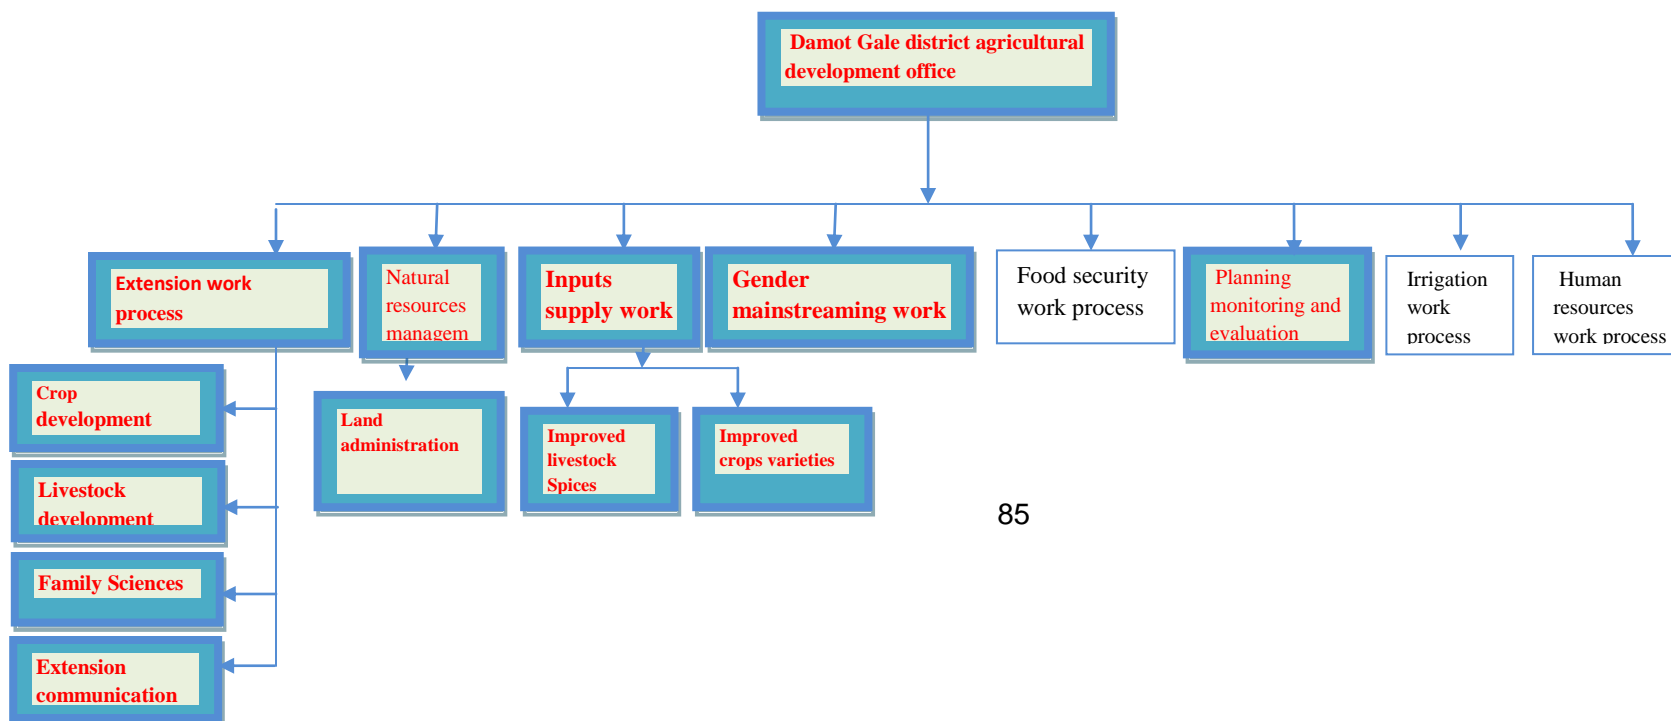 Damot Gale district agricultural
development office
Extension work
process
Natural
resources
managem
Inputs
supply work
Gender
mainstreaming work
Food security
work process
Planning
monitoring and
evaluation
Irrigation
work
process
Human
resources
work process
Crop
development
Livestock
development
Family Sciences
Extension
communication
Land
administration
Improved
livestock
Spices
Improved
crops varieties
85